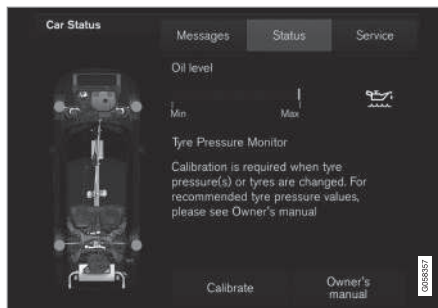 Car Status
Messages
Status
Service
Oil level
Min
Max
Tyre Pressure Monitor
Calibration is required when tyre
pressure(s) or tyres are changed. For
recommended tyre pressure values,
please see Owner's manual
Calibrate
Owner's
manual
G058357